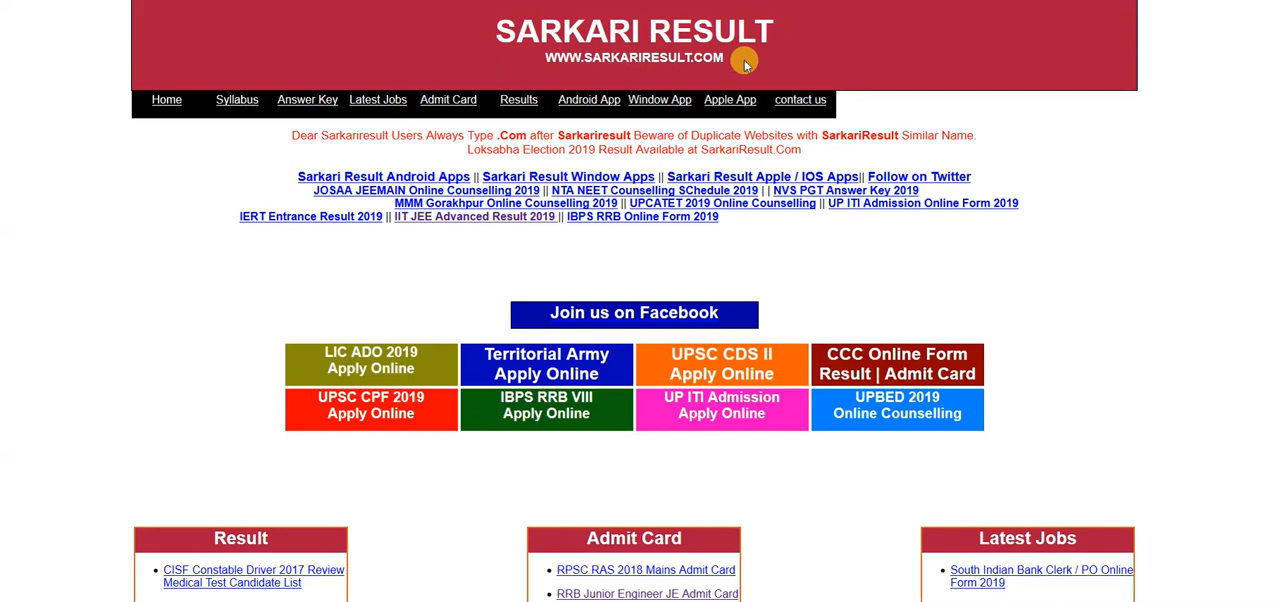 SARKARI RESULT
WWW.SARKARIRESULT.COM
Home Syllabus Answer Key Latest Jobs Admit Card Results Android App Window App Apple App contact us
Dear Sarkariresult Users Always Type .Com after Sarkariresult Beware of Duplicate Websites with SarkariResult Similar Name.
Loksabha Election 2019 Result Available at SarkariResult.Com
Sarkari Result Android Apps || Sarkari Result Window Apps || Sarkari Result Apple / IOS Apps|| Follow on Twitter
JOSAA JEEMAIN Online Counselling 2019 || NTA NEET Counselling SChedule 2019 | | NVS PGT Answer Key 2019
MMM Gorakhpur Online Counselling 2019 || UPCATET 2019 Online Counselling || UP ITI Admission Online Form 2019
IERT Entrance Result 2019 || IIT JEE Advanced Result 2019 || IBPS RRB Online Form 2019
Join us on Facebook
LIC ADO 2019
Apply Online
Territorial Army
Apply Online
UPSC CDS II
Apply Online
CCC Online Form
Result | Admit Card
UPSC CPF 2019
Apply Online
IBPS RRB VIII
Apply Online
UP ITI Admission
Apply Online
UPBED 2019
Online Counselling
Result
CISF Constable Driver 2017 Review
Medical Test Candidate List
Admit Card
RPSC RAS 2018 Mains Admit Card
RRB Junior Engineer JE Admit Card
Latest Jobs
South Indian Bank Clerk / PO Online
Form 2019